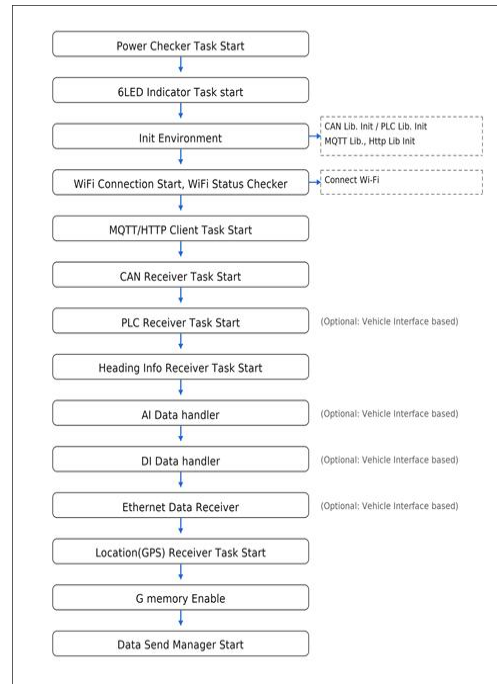 Power Checker Task Start
6LED Indicator Task start
Init Environment
CAN Lib. Init / PLC Lib. Init
MQTT Lib., Http Lib Init
WiFi Connection Start, WiFi Status Checker
Connect Wi-Fi
MQTT/HTTP Client Task Start
CAN Receiver Task Start
PLC Receiver Task Start
(Optional: Vehicle Interface based)
Heading Info Receiver Task Start
AI Data handler
(Optional: Vehicle Interface based)
DI Data handler
(Optional: Vehicle Interface based)
Ethernet Data Receiver
(Optional: Vehicle Interface based)
Location(GPS) Receiver Task Start
G memory Enable
Data Send Manager Start